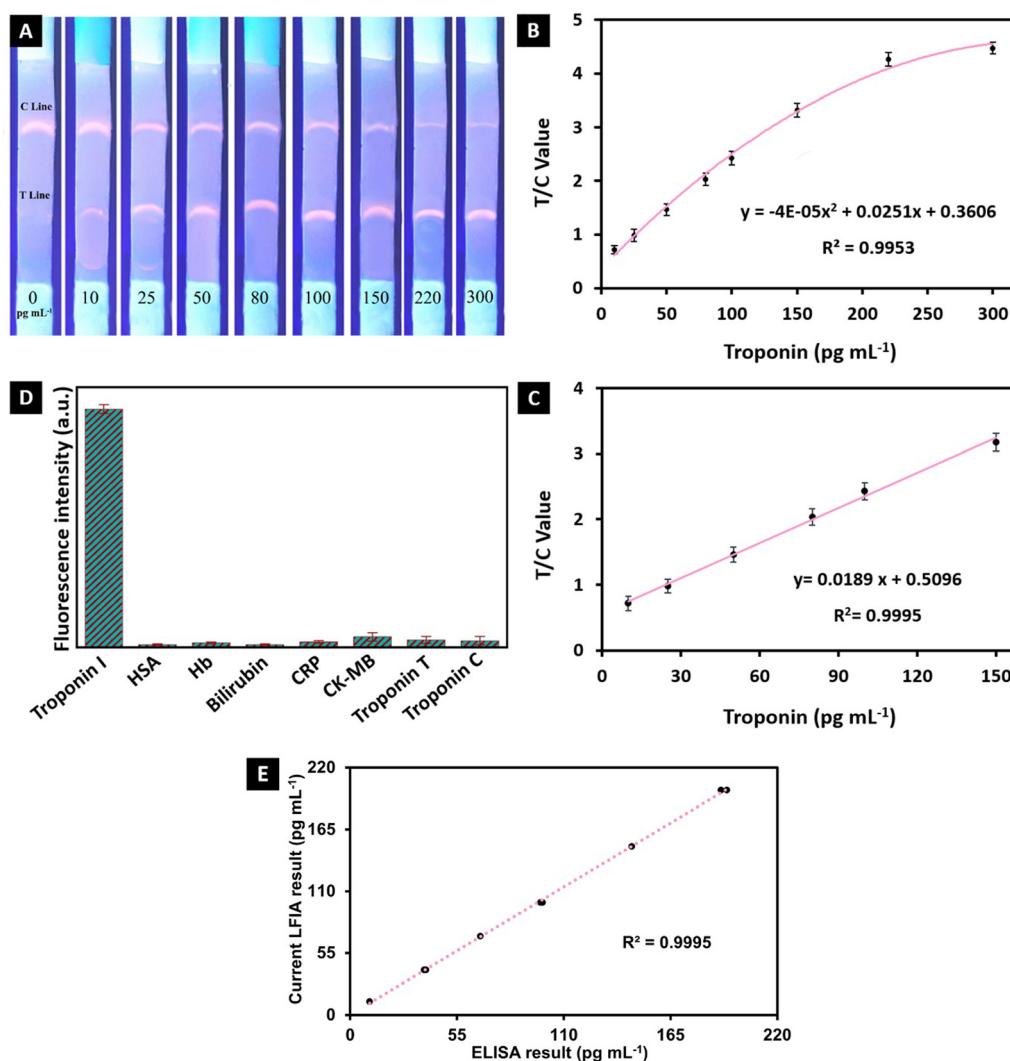 A
C Line
T Line
0
pg mL⁻¹
10
25
50
80
100
150
220
300
B
T/C Value
5
4
3
2
1
0
y = -4E-05x² + 0.0251x + 0.3606
R² = 0.9953
0 50 100 150 200 250 300
Troponin (pg mL⁻¹)
D
Fluorescence intensity (a.u.)
Troponin I
HSA
Hb
Bilirubin
CRP
CK-MB
Troponin T
Troponin C
C
T/C Value
4
3
2
1
0
y= 0.0189 x + 0.5096
R²= 0.9995
0 30 60 90 120 150
Troponin (pg mL⁻¹)
E
Current LFIA result (pg mL⁻¹)
220
165
110
55
0
R² = 0.9995
0 55 110 165 220
ELISA result (pg mL⁻¹)